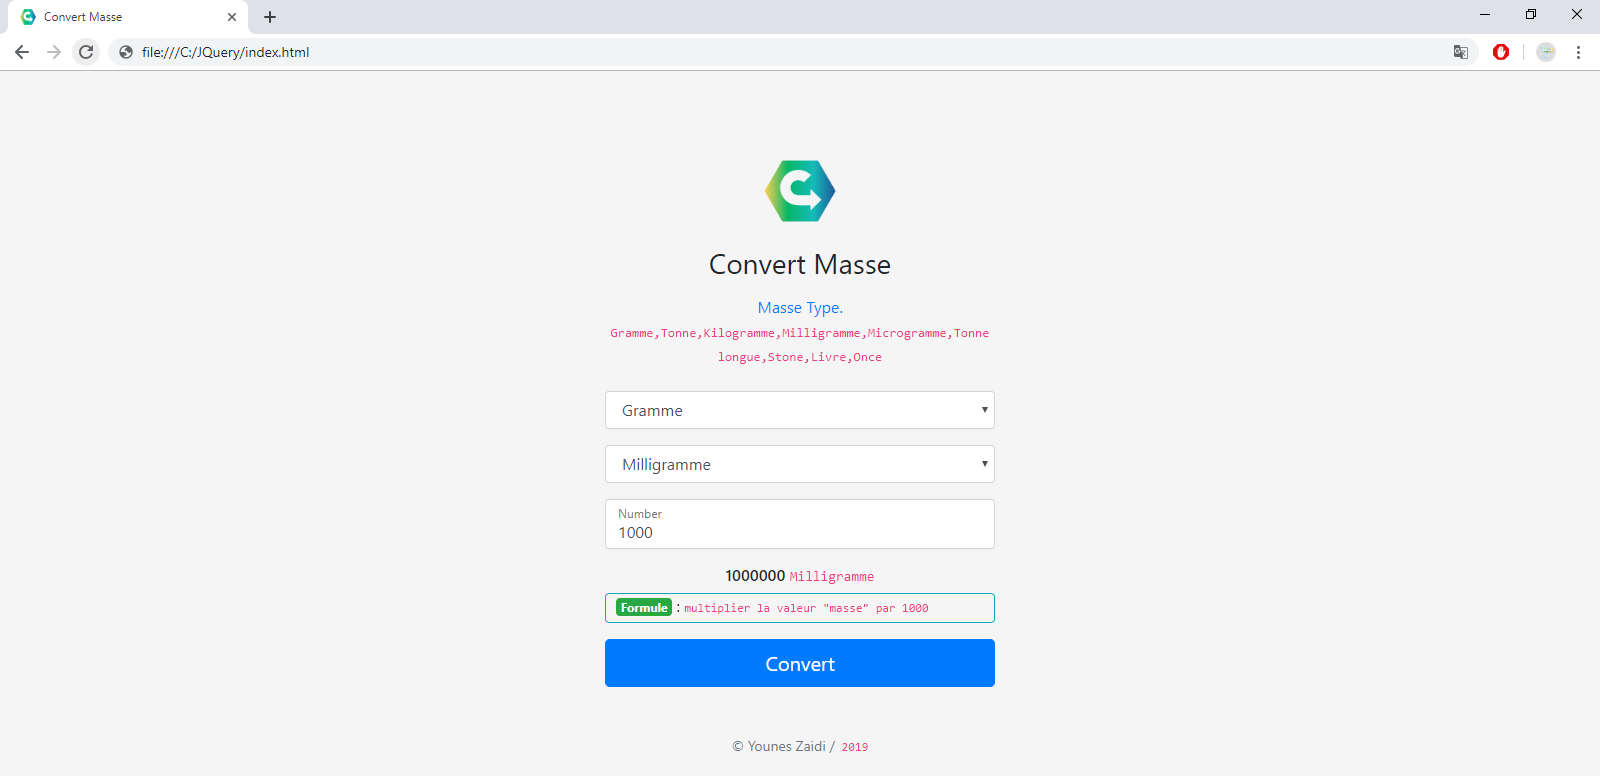 Convert Masse
file:///C:/JQuery/index.html
Convert Masse
Masse Type.
Gramme,Tonne,Kilogramme,Milligramme,Microgramme,Tonne
longue,Stone,Livre,Once
Gramme
Milligramme
Number
1000
1000000 Milligramme
Formule : multiplier la valeur "masse" par 1000
Convert
© Younes Zaidi / 2019